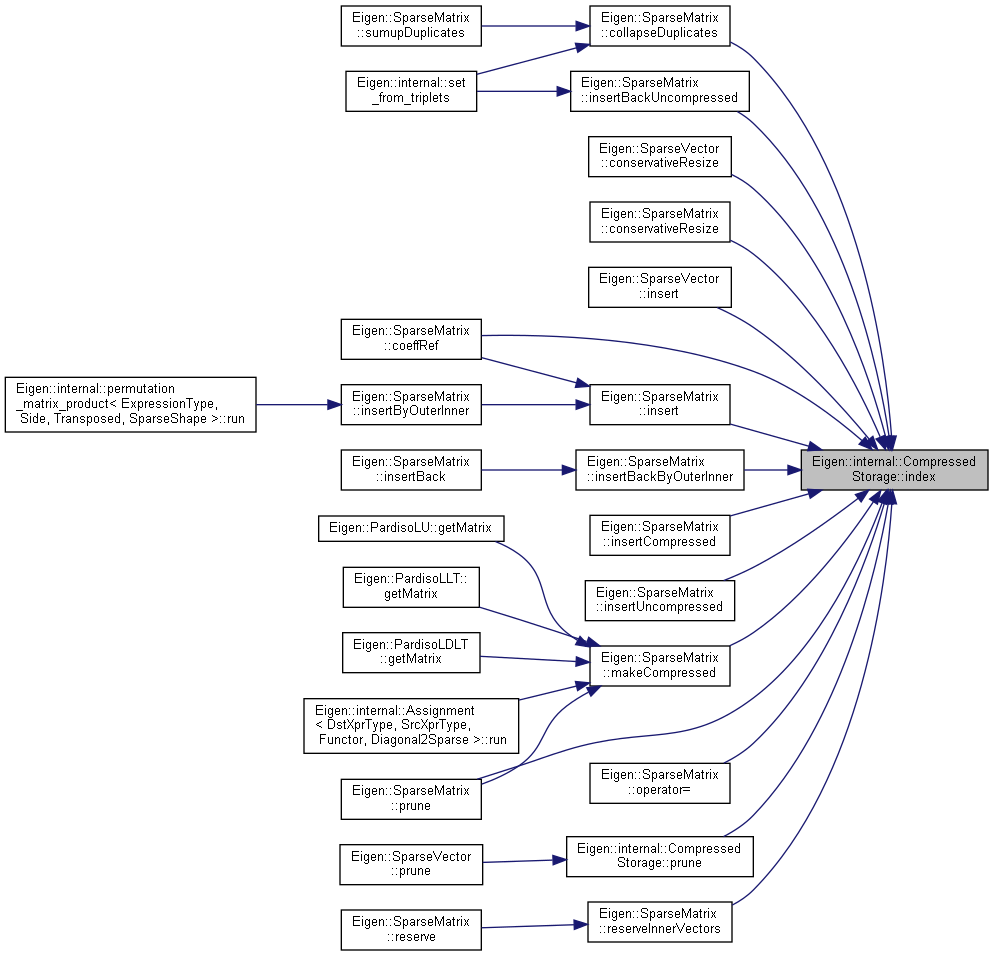 Eigen::SparseMatrix
::sumupDuplicates
Eigen::SparseMatrix
::collapseDuplicates
Eigen::internal::set
_from_triplets
Eigen::SparseMatrix
::insertBackUncompressed
Eigen::SparseVector
::conservativeResize
Eigen::SparseMatrix
::conservativeResize
Eigen::SparseVector
::insert
Eigen::SparseMatrix
::coeffRef
Eigen::internal::permutation
_matrix_product< ExpressionType,
Side, Transposed, SparseShape >::run
Eigen::SparseMatrix
::insertByOuterInner
Eigen::SparseMatrix
::insert
Eigen::internal::Compressed
Storage::index
Eigen::SparseMatrix
::insertBack
Eigen::SparseMatrix
::insertBackByOuterInner
Eigen::PardisoLU::getMatrix
Eigen::SparseMatrix
::insertCompressed
Eigen::PardisoLLT::
getMatrix
Eigen::SparseMatrix
::insertUncompressed
Eigen::PardisoLDLT
::getMatrix
Eigen::SparseMatrix
::makeCompressed
Eigen::internal::Assignment
< DstXprType, SrcXprType,
Functor, Diagonal2Sparse >::run
Eigen::SparseMatrix
::prune
Eigen::SparseMatrix
::operator=
Eigen::SparseVector
::prune
Eigen::internal::Compressed
Storage::prune
Eigen::SparseMatrix
::reserve
Eigen::SparseMatrix
::reserveInnerVectors